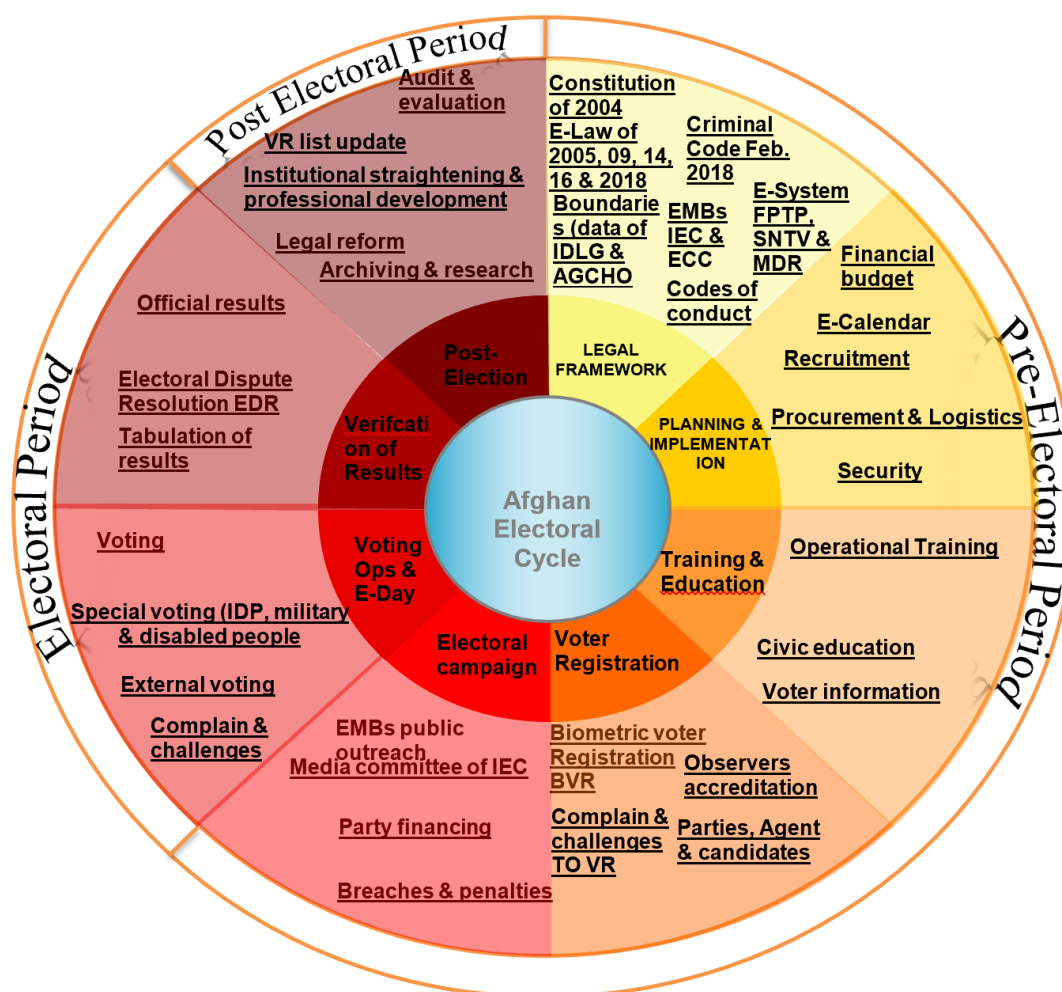 Post Electoral Period
Audit &
evaluation
VR list update
Institutional straightening &
professional development
Legal reform
Archiving & research
Constitution
of 2004
E-Law of
2005, 09, 14,
16 & 2018
Boundarie
s (data of
IDLG &
AGCHO
Criminal
Code Feb.
2018
EMBs
IEC &
ECC
E-System
FPTP,
SNTV &
MDR
Codes of
conduct
Pre-Electoral Period
Financial
budget
E-Calendar
Recruitment
Procurement & Logistics
Security
Operational Training
Civic education
Voter information
Biometric voter
Registration
BVR
Observers
accreditation
Complain &
challenges
TO VR
Parties, Agent
& candidates
Electoral Period
Official results
Electoral Dispute
Resolution EDR
Tabulation of
results
Voting
Special voting (IDP, military
& disabled people
External voting
Complain &
challenges
EMBs public
outreach
Media committee of IEC
Party financing
Breaches & penalties
Post-
Election
LEGAL
FRAMEWORK
PLANNING &
IMPLEMENTAT
ION
Training &
Education
Voter
Registration
Electoral
campaign
Voting
Ops &
E-Day
Verifcati
on of
Results
Afghan
Electoral
Cycle